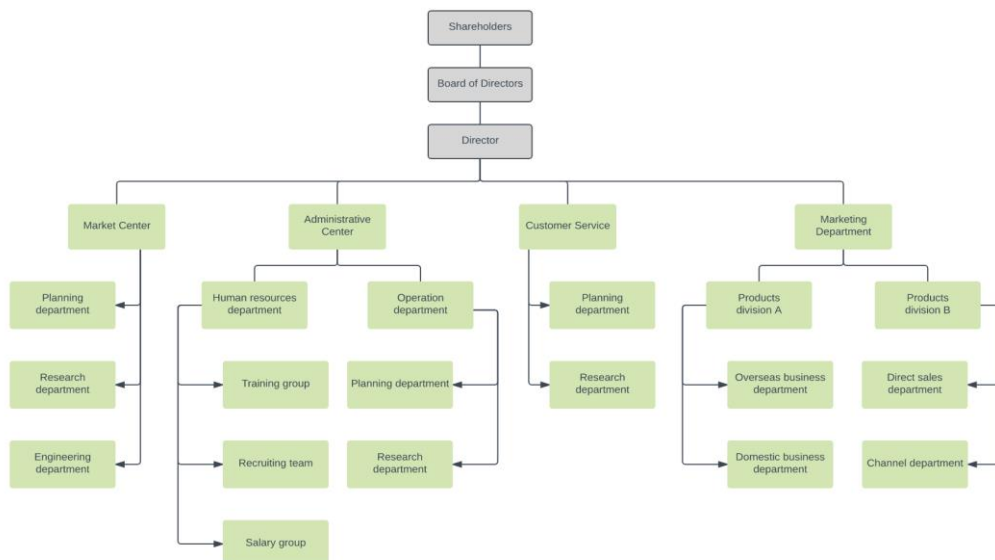 Shareholders
Board of Directors
Director
Market Center
Administrative
Center
Customer Service
Marketing
Department
Planning
department
Human resources
department
Operation
department
Planning
department
Products
division A
Products
division B
Research
department
Training group
Planning department
Research
department
Overseas business
department
Direct sales
department
Engineering
department
Recruiting team
Research
department
Domestic business
department
Channel department
Salary group